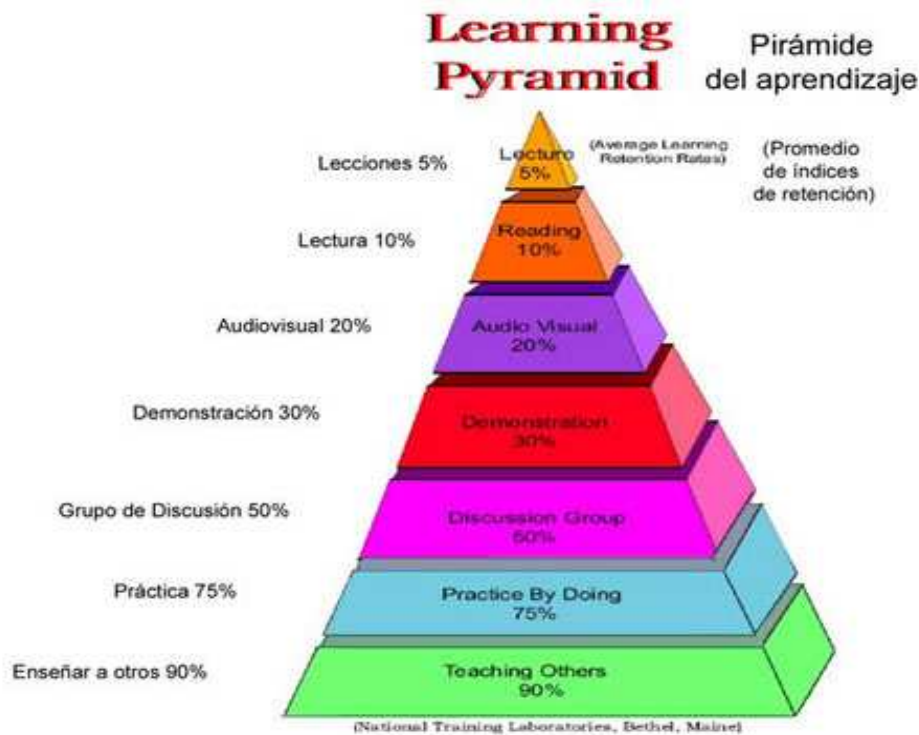 Learning
Pyramid
Pirámide
del aprendizaje
(Average Learning
Retention Rates)
(Promedio
de índices
de retención)
Lecciones 5%
Lecture
5%
Lectura 10%
Reading
10%
Audiovisual 20%
Audio Visual
20%
Demonstración 30%
Demonstration
30%
Grupo de Discusión 50%
Discussion Group
50%
Práctica 75%
Practice By Doing
75%
Enseñar a otros 90%
Teaching Others
90%
(National Training Laboratories, Bethel, Maine)